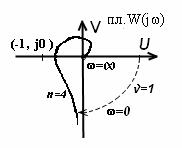 V пл.W(jω)
(-1, j0) U
ω=∞
n=4 ν=1
ω=0